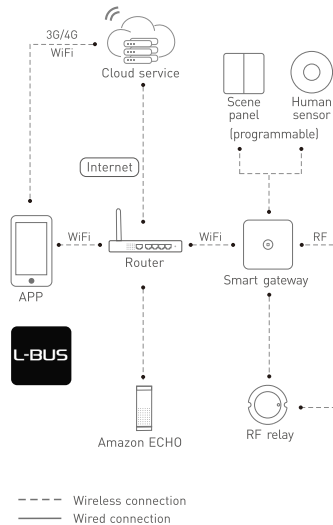 3G/4G
WiFi
Cloud service
Scene
panel
Human
sensor
(programmable)
Internet
WiFi
WiFi
RF
Router
Smart gateway
APP
L-BUS
Amazon ECHO
RF relay
Wireless connection
Wired connection